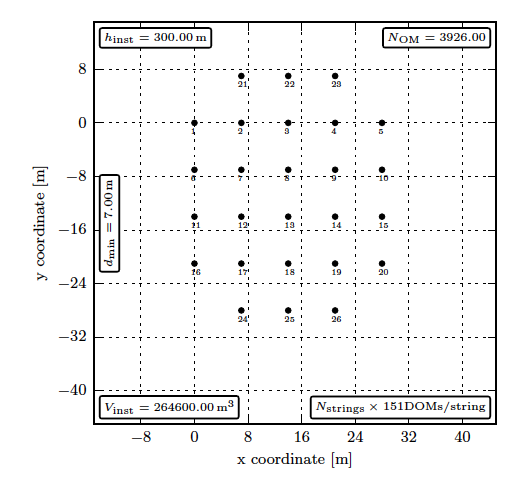 h_inst = 300.00 m
N_OM = 3926.00
8
21 22 23
0
1 2 3 4 5
−8
6 7 8 9 10
d_min = 7.00 m
y coordinate [m]
−16
11 12 13 14 15
16 17 18 19 20
−24
24 25 26
−32
−40
V_inst = 264600.00 m³
N_strings × 151DOMs/string
−8 0 8 16 24 32 40
x coordinate [m]